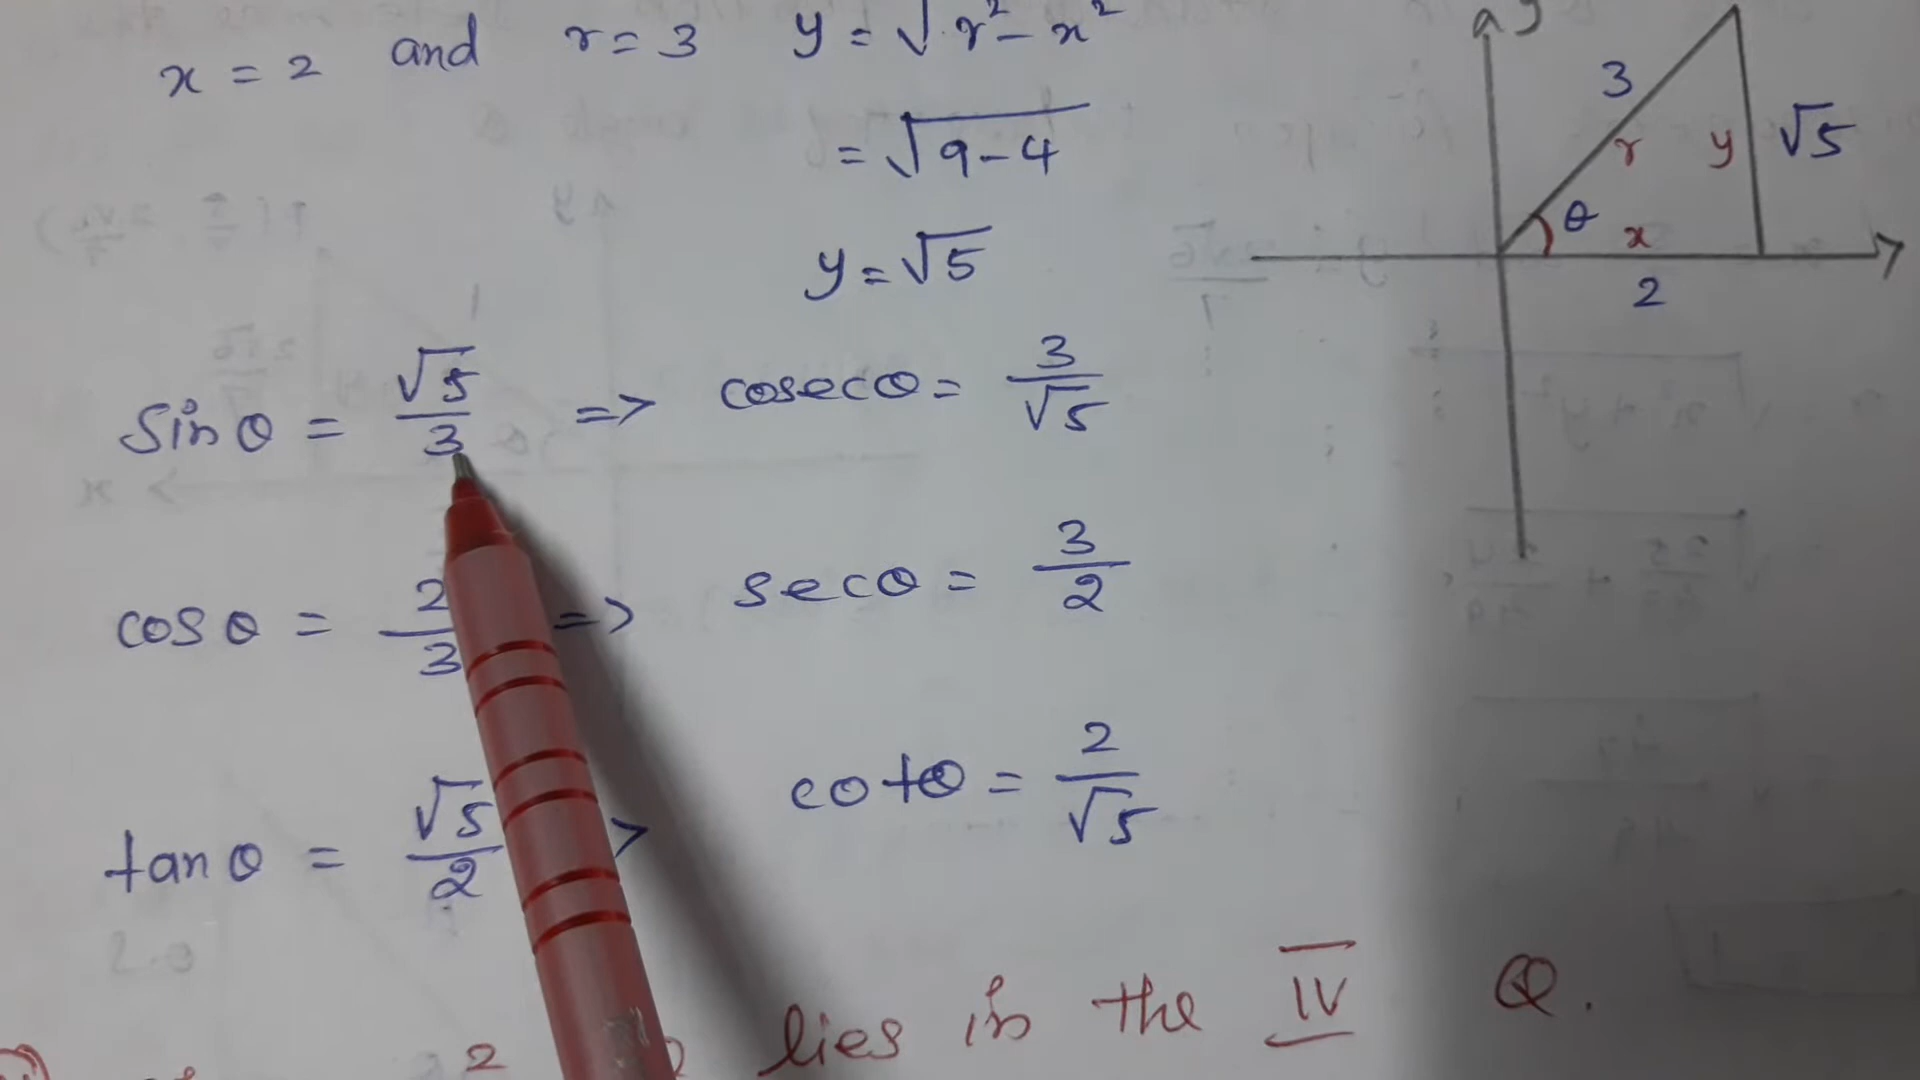 x = 2 and r = 3 y = √r² - x²
= √9-4
y = √5
sin θ = √5/3 => cosec θ = 3/√5
cos θ = 2/3 => sec θ = 3/2
tan θ = √5/2 > cot θ = 2/√5
2 lies in the IV Q.
y
3
r y √5
θ
x
2